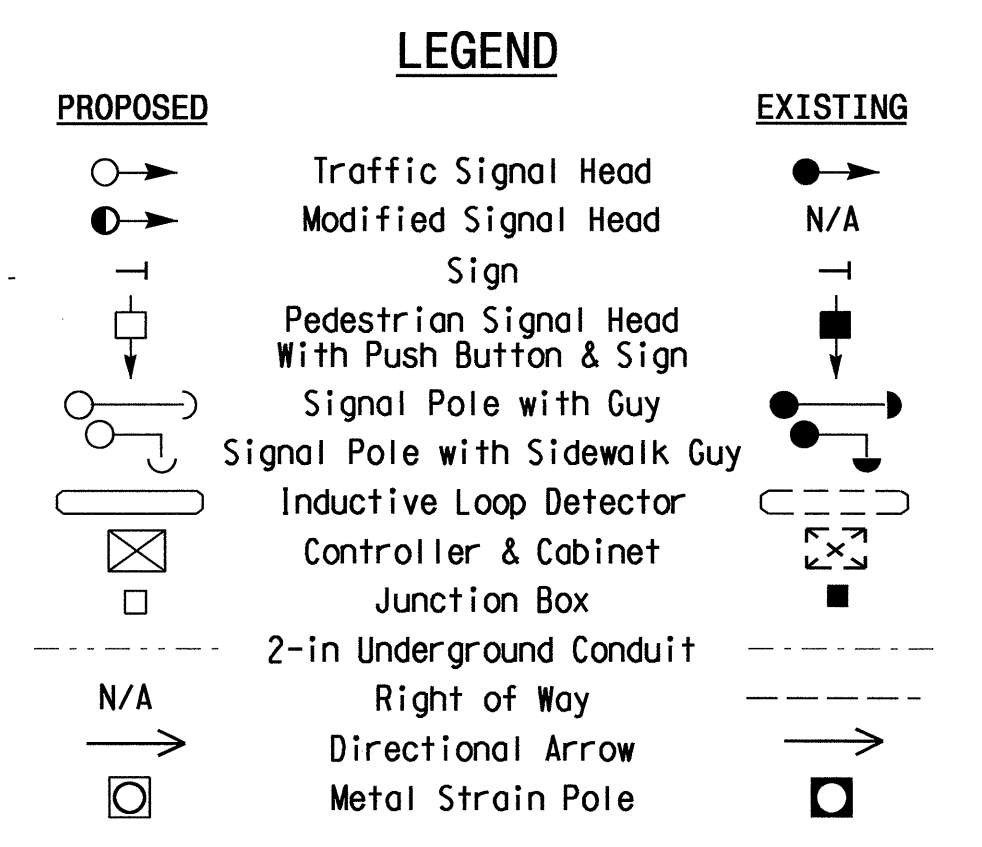 LEGEND
PROPOSED EXISTING
Traffic Signal Head
Modified Signal Head N/A
Sign
Pedestrian Signal Head
With Push Button & Sign
Signal Pole with Guy
Signal Pole with Sidewalk Guy
Inductive Loop Detector
Controller & Cabinet
Junction Box
2-in Underground Conduit
N/A Right of Way
Directional Arrow
Metal Strain Pole